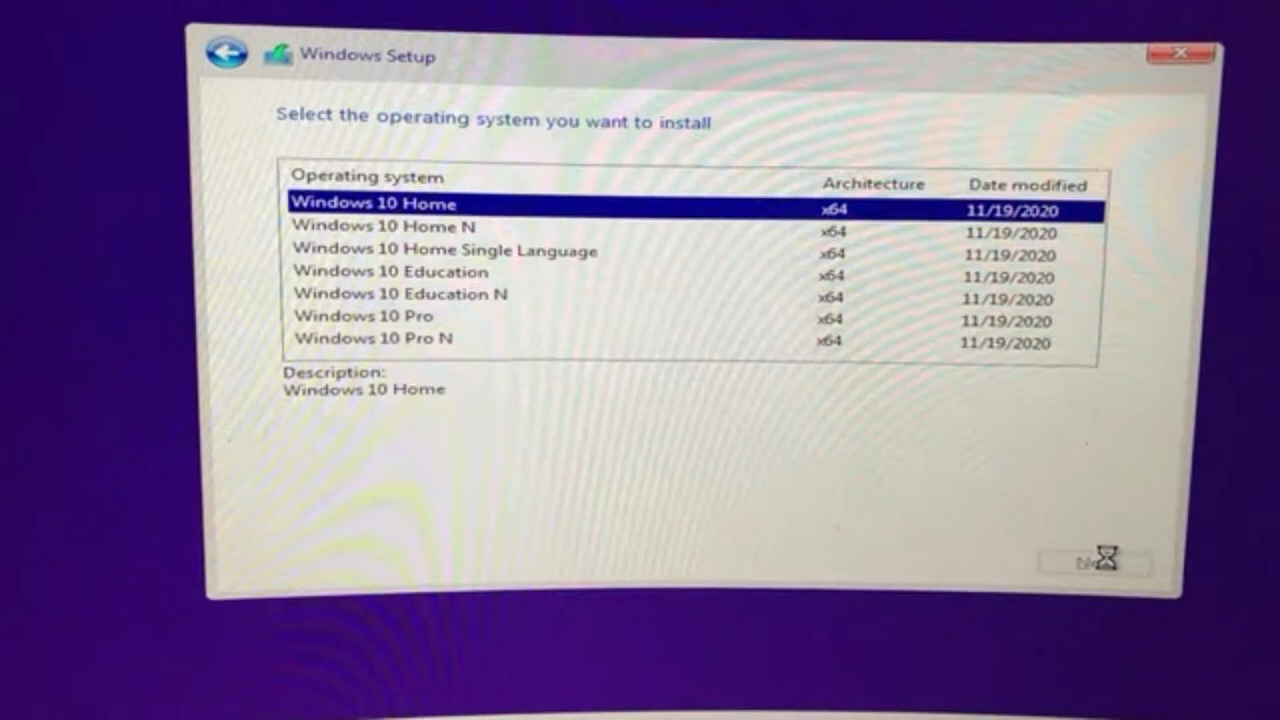 Windows Setup
Select the operating system you want to install
Operating system Architecture Date modified
Windows 10 Home x64 11/19/2020
Windows 10 Home N x64 11/19/2020
Windows 10 Home Single Language x64 11/19/2020
Windows 10 Education x64 11/19/2020
Windows 10 Education N x64 11/19/2020
Windows 10 Pro x64 11/19/2020
Windows 10 Pro N x64 11/19/2020
Description:
Windows 10 Home